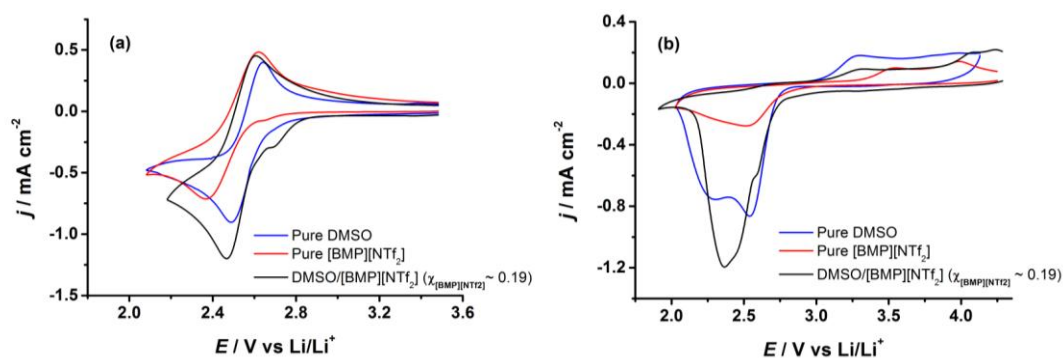 (a)
0.5
0.0
-0.5
-1.0
-1.5
j / mA cm⁻²
Pure DMSO
Pure [BMP][NTf₂]
DMSO/[BMP][NTf₂] (χ[BMP][NTf2] ~ 0.19)
2.0 2.4 2.8 3.2 3.6
E / V vs Li/Li⁺
(b)
0.4
0.0
-0.4
-0.8
-1.2
j / mA cm⁻²
Pure DMSO
Pure [BMP][NTf₂]
DMSO/[BMP][NTf₂] (χ[BMP][NTf2] ~ 0.19)
2.0 2.5 3.0 3.5 4.0
E / V vs Li/Li⁺